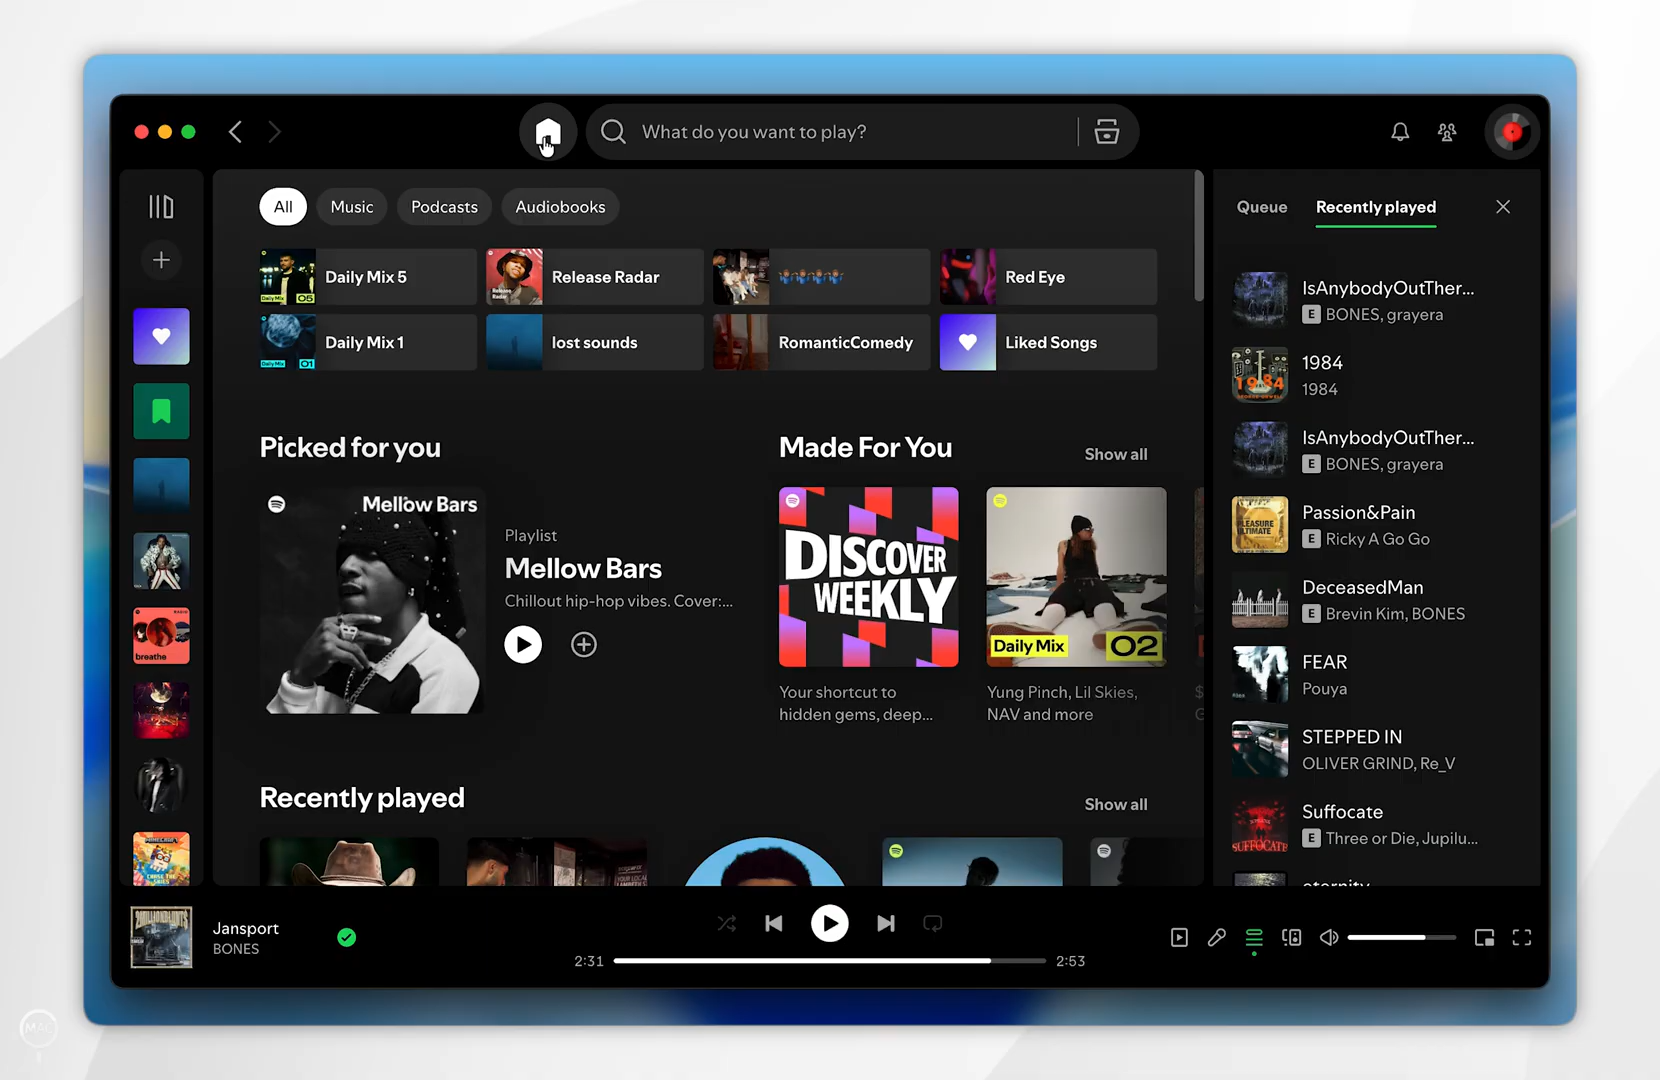 What do you want to play?
All
Music
Podcasts
Audiobooks
Daily Mix 5
Release Radar
Red Eye
Daily Mix 1
lost sounds
RomanticComedy
Liked Songs
Picked for you
Mellow Bars
Playlist
Mellow Bars
Chillout hip-hop vibes. Cover:...
Made For You
Show all
DISCOVER
WEEKLY
Your shortcut to
hidden gems, deep...
Daily Mix
02
Yung Pinch, Lil Skies,
NAV and more
Recently played
Show all
Queue
Recently played
IsAnybodyOutTher...
E BONES, grayera
1984
1984
IsAnybodyOutTher...
E BONES, grayera
Passion&Pain
E Ricky A Go Go
DeceasedMan
E Brevin Kim, BONES
FEAR
Pouya
STEPPED IN
OLIVER GRIND, Re_V
Suffocate
E Three or Die, Jupilu...
eternity
breathe
Jansport
BONES
2:31
2:53
MAC